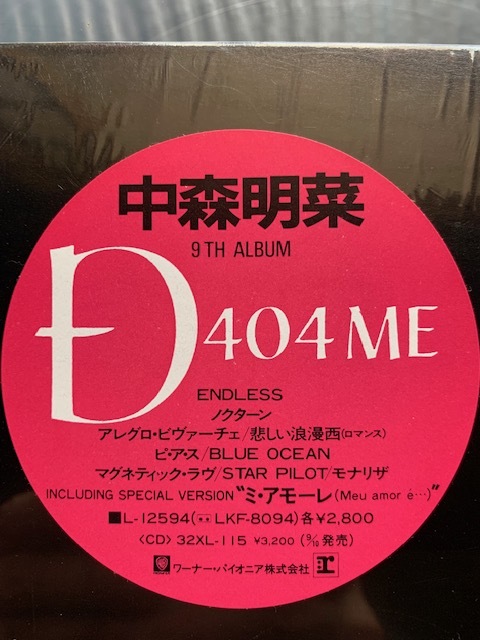 中森明菜
9TH ALBUM
D404ME
ENDLESS
ノクターン
アレグロ・ビヴァーチェ/悲しい浪漫西(ロマンス)
ピ・ア・ス/BLUE OCEAN
マグネティック・ラヴ/STAR PILOT/モナリザ
INCLUDING SPECIAL VERSION "ミ・アモーレ(Meu amor é…)"
■L-12594(📼LKF-8094)各¥2,800
〈CD〉32XL-115 ¥3,200 (9/10発売)
ワーナー・パイオニア株式会社 r